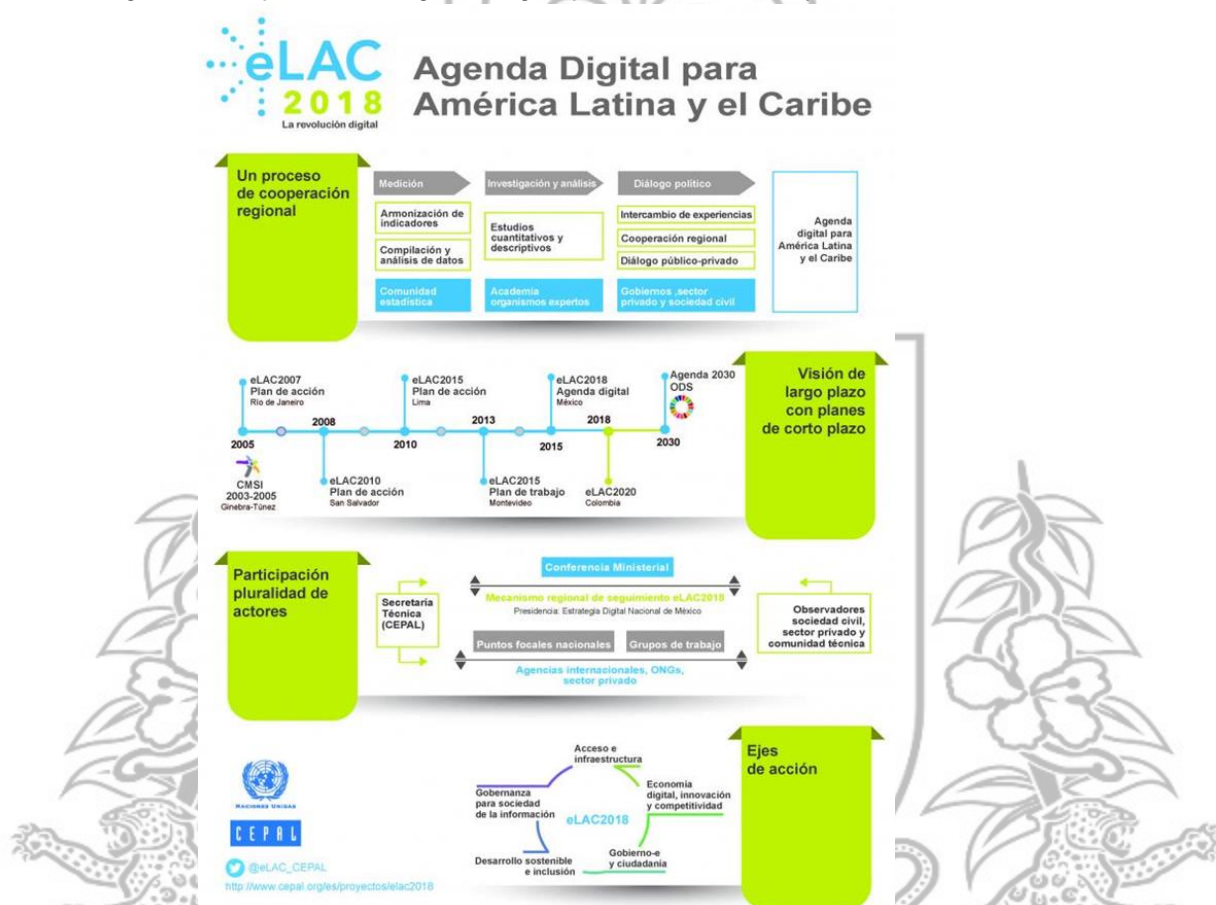 eLAC
2018
La revolución digital
Agenda Digital para
América Latina y el Caribe
Un proceso
de cooperación
regional
Medición
Armonización de
indicadores
Compilación y
análisis de datos
Comunidad
estadística
Investigación y análisis
Estudios
cuantitativos y
descriptivos
Academia
organismos expertos
Diálogo político
Intercambio de experiencias
Cooperación regional
Diálogo público-privado
Gobiernos ,sector
privado y sociedad civil
Agenda
digital para
América Latina
y el Caribe
Visión de
largo plazo
con planes
de corto plazo
eLAC2007
Plan de acción
Río de Janeiro
eLAC2015
Plan de acción
Lima
eLAC2018
Agenda digital
México
Agenda 2030
ODS
2005
2008
2010
2013
2015
2018
2030
CMSI
2003-2005
Ginebra-Túnez
eLAC2010
Plan de acción
San Salvador
eLAC2015
Plan de trabajo
Montevideo
eLAC2020
Colombia
Participación
pluralidad de
actores
Secretaría
Técnica
(CEPAL)
Conferencia Ministerial
Mecanismo regional de seguimiento eLAC2018
Presidencia: Estrategia Digital Nacional de México
Puntos focales nacionales
Grupos de trabajo
Agencias internacionales, ONGs,
sector privado
Observadores
sociedad civil,
sector privado y
comunidad técnica
Ejes
de acción
Acceso e
infraestructura
Economía
digital, innovación
y competitividad
Gobierno-e
y ciudadanía
Desarrollo sostenible
e inclusión
Gobernanza
para sociedad
de la información
eLAC2018
NACIONES UNIDAS
CEPAL
@eLAC_CEPAL
http://www.cepal.org/es/proyectos/elac2018